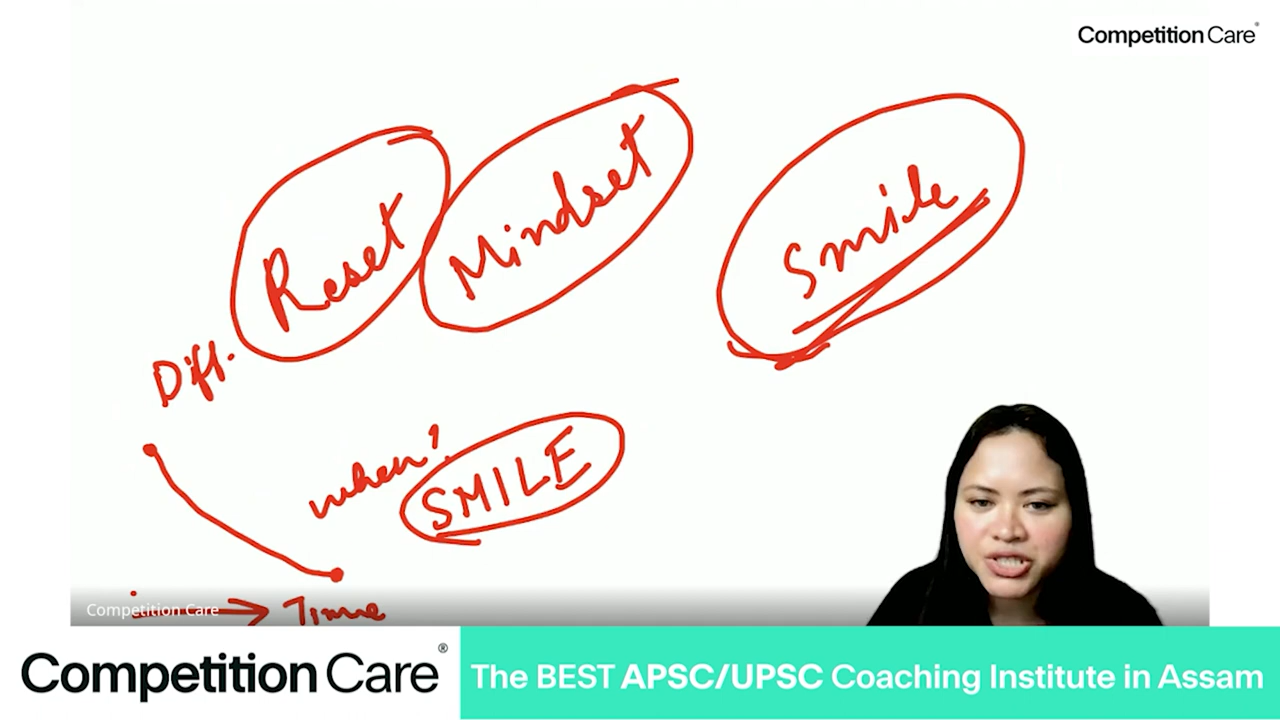 Competition Care®
Reset Mindset Smile
Diff.
when?
SMILE
Time
Competition Care
Competition Care®
The BEST APSC/UPSC Coaching Institute in Assam